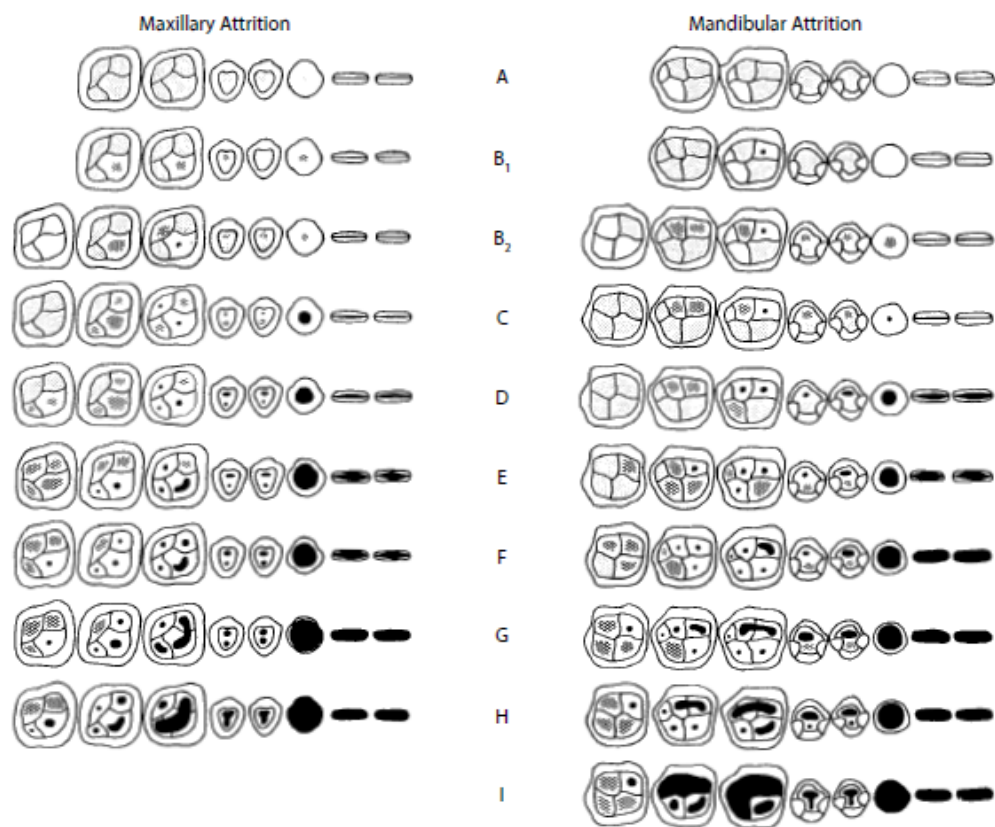 Maxillary Attrition
Mandibular Attrition
A
B₁
B₂
C
D
E
F
G
H
I